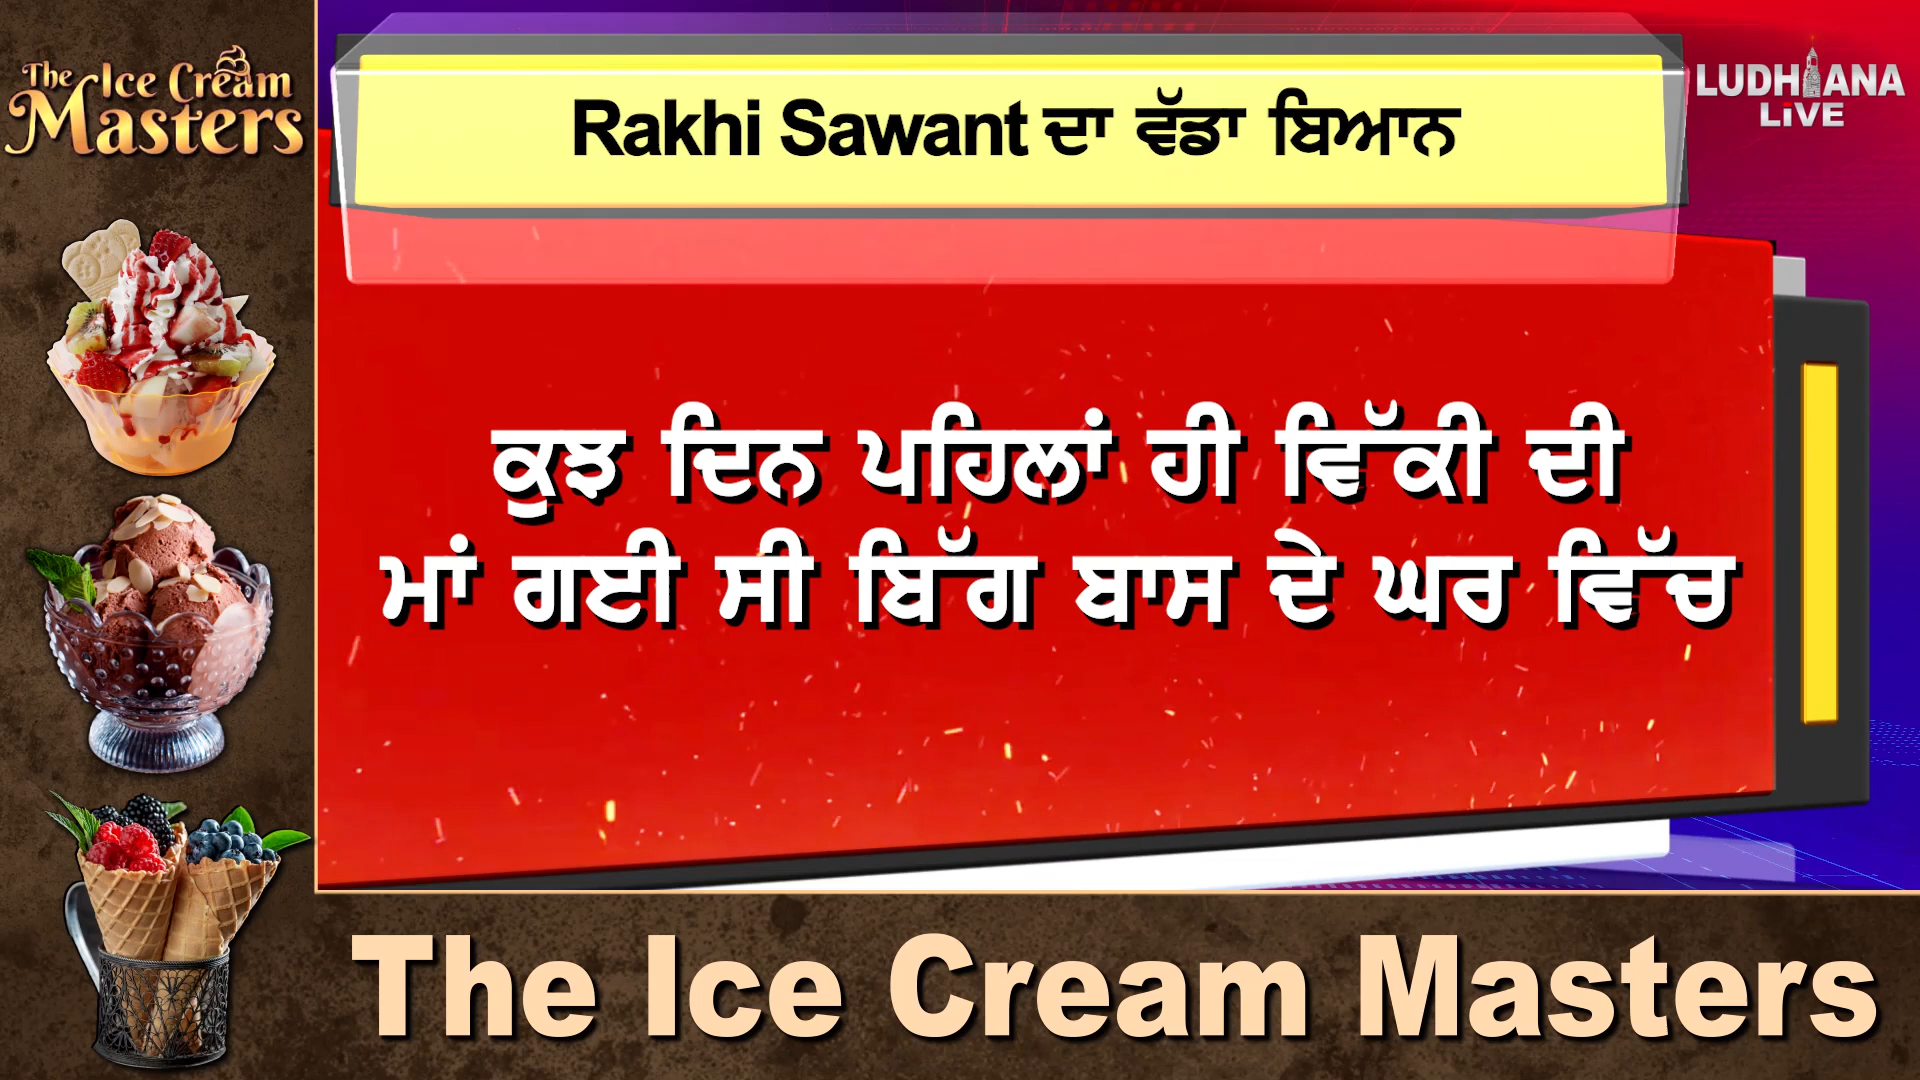 The Ice Cream
Masters
Rakhi Sawant ਦਾ ਵੱਡਾ ਬਿਆਨ
LUDHIANA
LiVE
ਕੁਝ ਦਿਨ ਪਹਿਲਾਂ ਹੀ ਵਿੱਕੀ ਦੀ
ਮਾਂ ਗਈ ਸੀ ਬਿੱਗ ਬਾਸ ਦੇ ਘਰ ਵਿੱਚ
The Ice Cream Masters